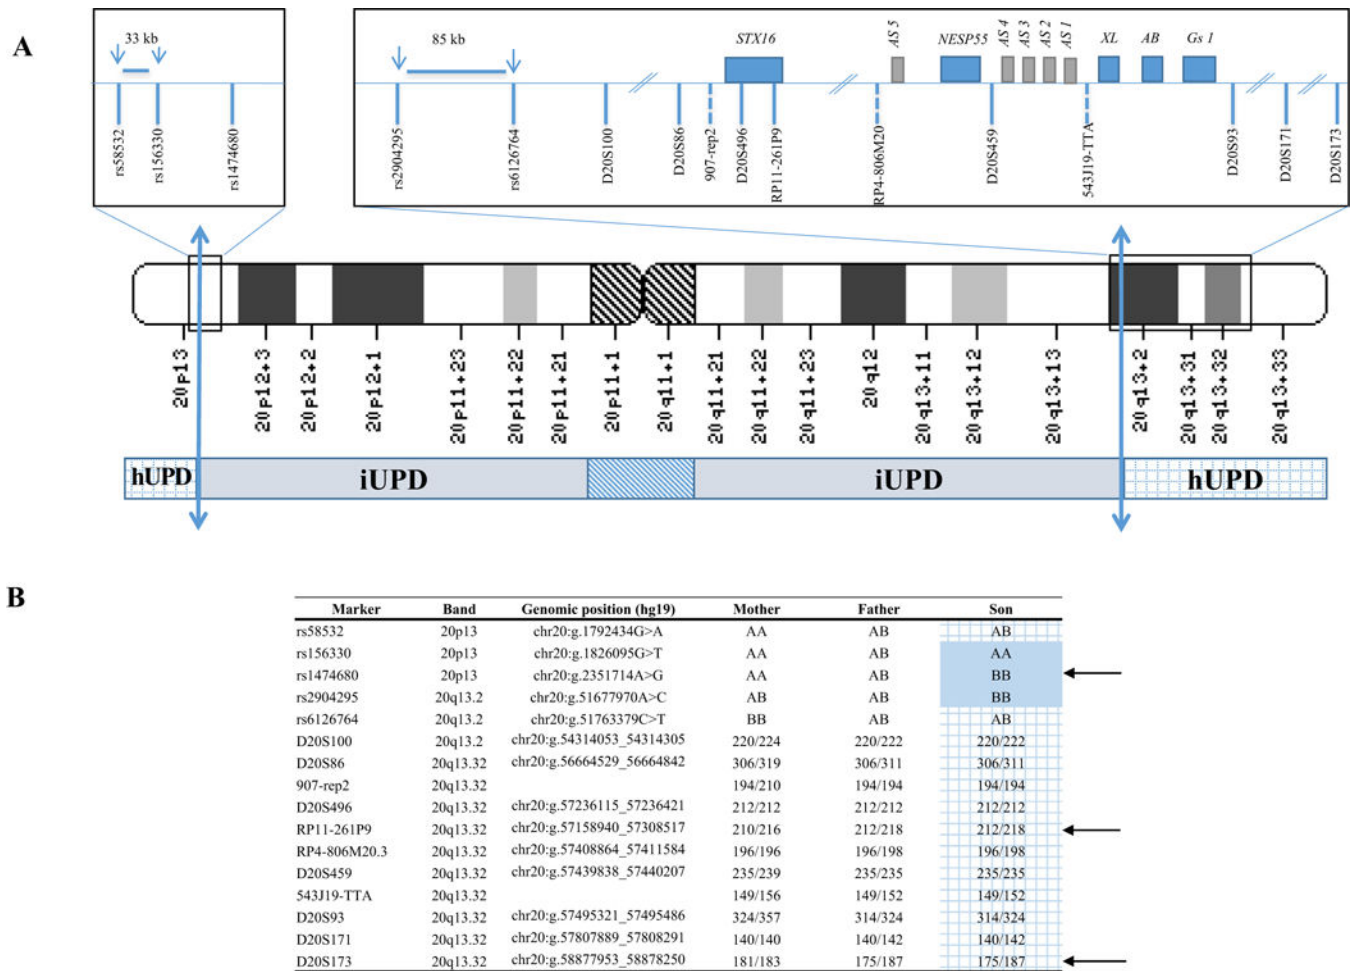 A
33 kb
rs58532
rs156330
rs1474680
85 kb
STX16
AS 5
NESP55
AS 4
AS 3
AS 2
AS 1
XL
AB
Gs 1
rs2904295
rs6126764
D20S100
D20S86
907-rep2
D20S496
RP11-261P9
RP4-806M20
D20S459
543J19-TTA
D20S93
D20S171
D20S173
20p13
20p12+3
20p12+2
20p12+1
20p11+23
20p11+22
20p11+21
20p11+1
20q11+1
20q11+21
20q11+22
20q11+23
20q12
20q13+11
20q13+12
20q13+13
20q13+2
20q13+31
20q13+32
20q13+33
hUPD
iUPD
iUPD
hUPD
B
Marker Band Genomic position (hg19) Mother Father Son
rs58532 20p13 chr20:g.1792434G>A AA AB AB
rs156330 20p13 chr20:g.1826095G>T AA AB AA
rs1474680 20p13 chr20:g.2351714A>G AA AB BB
rs2904295 20q13.2 chr20:g.51677970A>C AB AB BB
rs6126764 20q13.2 chr20:g.51763379C>T BB AB AB
D20S100 20q13.2 chr20:g.54314053_54314305 220/224 220/222 220/222
D20S86 20q13.32 chr20:g.56664529_56664842 306/319 306/311 306/311
907-rep2 20q13.32 194/210 194/194 194/194
D20S496 20q13.32 chr20:g.57236115_57236421 212/212 212/212 212/212
RP11-261P9 20q13.32 chr20:g.57158940_57308517 210/216 212/218 212/218
RP4-806M20.3 20q13.32 chr20:g.57408864_57411584 196/196 196/198 196/198
D20S459 20q13.32 chr20:g.57439838_57440207 235/239 235/235 235/235
543J19-TTA 20q13.32 149/156 149/152 149/152
D20S93 20q13.32 chr20:g.57495321_57495486 324/357 314/324 314/324
D20S171 20q13.32 chr20:g.57807889_57808291 140/140 140/142 140/142
D20S173 20q13.32 chr20:g.58877953_58878250 181/183 175/187 175/187